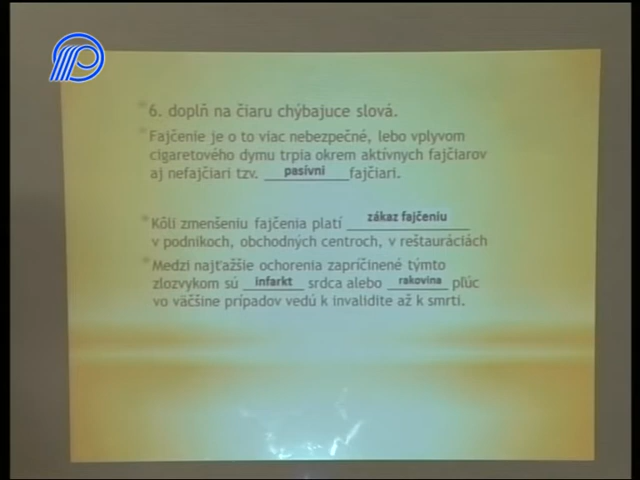 6. doplň na čiaru chýbajuce slová.
Fajčenie je o to viac nebezpečné, lebo vplyvom
cigaretového dymu trpia okrem aktívnych fajčiarov
aj nefajčiari tzv. pasívni fajčiari.
Kôli zmenšeniu fajčenia platí zákaz fajčeniu
v podnikoch, obchodných centroch, v reštauráciách
Medzi najťažšie ochorenia zapríčinené týmto
zlozvykom sú infarkt srdca alebo rakovina pľúc
vo väčšine prípadov vedú k invalidite až k smrti.